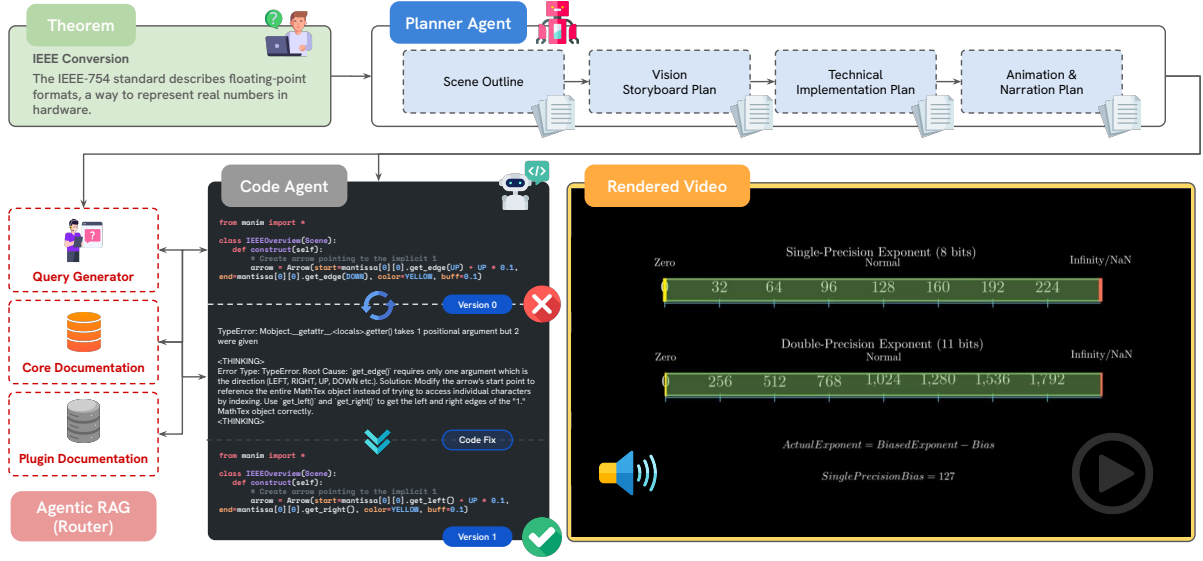 Theorem
IEEE Conversion
The IEEE-754 standard describes floating-point
formats, a way to represent real numbers in
hardware.
Planner Agent
Scene Outline
Vision
Storyboard Plan
Technical
Implementation Plan
Animation &
Narration Plan
Query Generator
Core Documentation
Plugin Documentation
Agentic RAG
(Router)
Code Agent
</>
from manim import *
class IEEEOverview(Scene):
def construct(self):
# Create arrow pointing to the implicit 1
arrow = Arrow(start=mantissa[0][0].get_edge(UP) + UP * 0.1,
end=mantissa[0][0].get_edge(DOWN), color=YELLOW, buff=0.1)
Version 0
TypeError: Mobject.__getattr__.<locals>.getter() takes 1 positional argument but 2
were given
<THINKING>
Error Type: TypeError. Root Cause: `get_edge()` requires only one argument which is
the direction (LEFT, RIGHT, UP, DOWN etc.). Solution: Modify the arrow's start point to
reference the entire MathTex object instead of trying to access individual characters
by indexing. Use `get_left()` and `get_right()` to get the left and right edges of the "1."
MathTex object correctly.
<THINKING>
Code Fix
from manim import *
class IEEEOverview(Scene):
def construct(self):
# Create arrow pointing to the implicit 1
arrow = Arrow(start=mantissa[0][0].get_left() + UP * 0.1,
end=mantissa[0][0].get_right(), color=YELLOW, buff=0.1)
Version 1
Rendered Video
Single-Precision Exponent (8 bits)
Zero Normal Infinity/NaN
0 32 64 96 128 160 192 224
Double-Precision Exponent (11 bits)
Zero Normal Infinity/NaN
0 256 512 768 1,024 1,280 1,536 1,792
ActualExponent = BiasedExponent − Bias
SinglePrecisionBias = 127